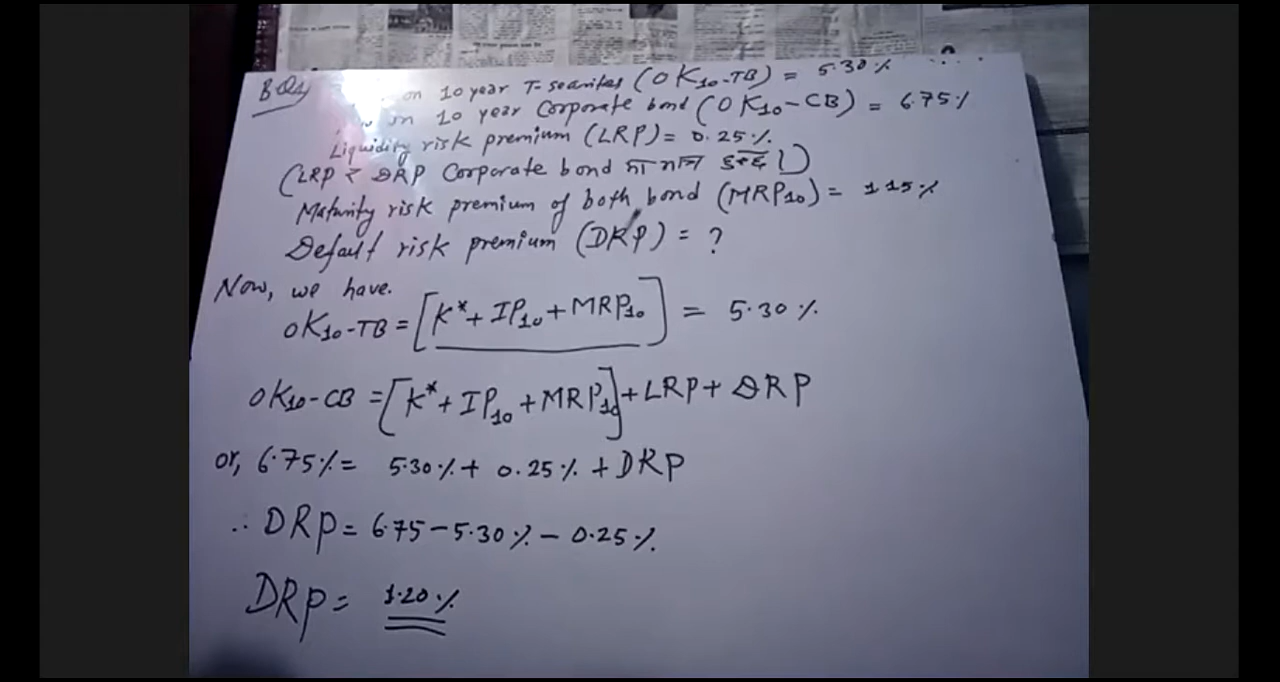 on 10 year T-searites (OK10-TB) = 5.30%
on 10 year Corporate bond (OK10-CB) = 6.75%
Liquidity risk premium (LRP) = 0.25%
(LRP र DRP Corporate bond मा मात्र हुन्छ।)
Maturity risk premium of both bond (MRP10) = 1.15%
Default risk premium (DRP) = ?
Now, we have.
OK10-TB = [K* + IP10 + MRP10] = 5.30%
OK10-CB = [K* + IP10 + MRP10] + LRP + DRP
or, 6.75% = 5.30% + 0.25% + DRP
∴ DRP = 6.75 - 5.30% - 0.25%
DRP = 1.20%